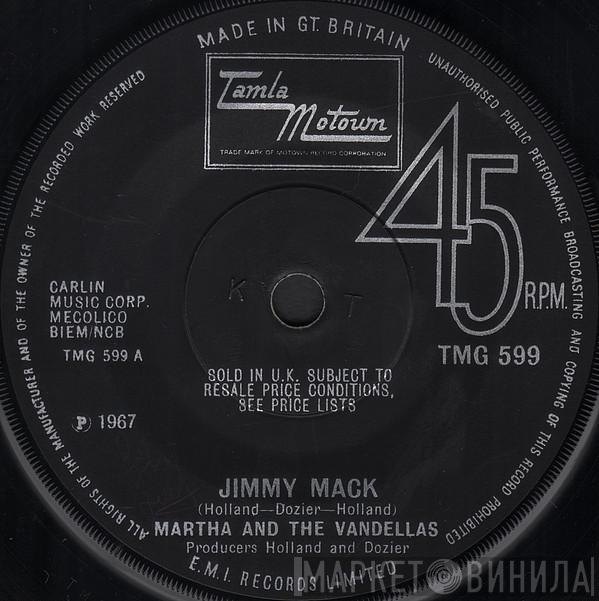 MADE IN GT. BRITAIN
UNAUTHORISED PUBLIC PERFORMANCE BROADCASTING AND COPYING OF THIS RECORD PROHIBITED
ALL RIGHTS OF THE MANUFACTURER AND OF THE OWNER OF THE RECORDED WORK RESERVED
Tamla
Motown
TRADE MARK OF MOTOWN RECORD CORPORATION
45
R.P.M.
TMG 599
K T
CARLIN
MUSIC CORP.
MECOLICO
BIEM/NCB
TMG 599 A
SOLD IN U.K. SUBJECT TO
RESALE PRICE CONDITIONS,
SEE PRICE LISTS
℗ 1967
JIMMY MACK
(Holland—Dozier—Holland)
MARTHA AND THE VANDELLAS
Producers Holland and Dozier
E.M.I. RECORDS LIMITED
МАРКЕТ ВИНИЛА